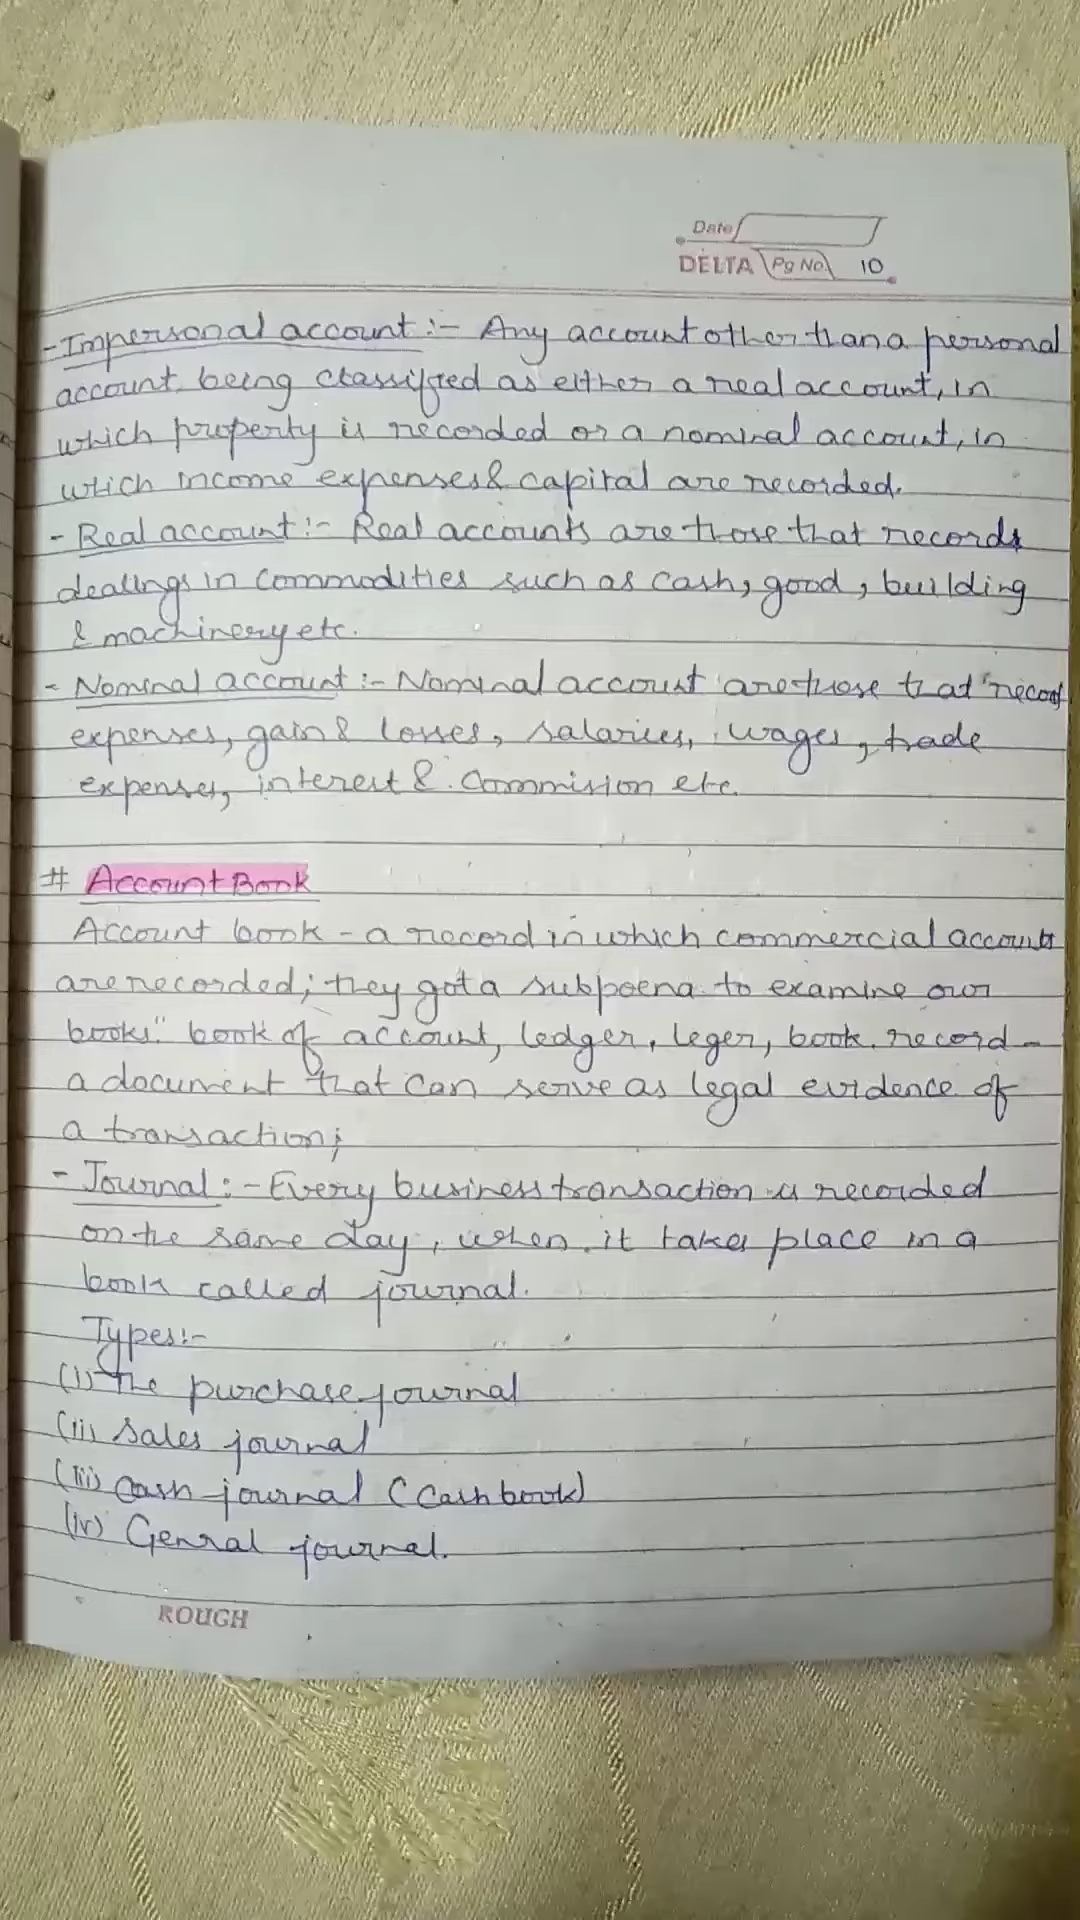 Date
DELTA Pg No. 10
- Impersonal account :- Any account other than a personal
account being classified as either a real account, in
which property is recorded or a nominal account, in
which income expenses & capital are recorded.
- Real account :- Real accounts are those that records
dealings in commodities such as cash, good, building
& machinery etc.
- Nominal account :- Nominal account are those that record
expenses, gain & losses, salaries, wages, trade
expenses, interest & commision etc.
# Account Book
Account book - a record in which commercial accounts
are recorded; they got a subpoena to examine our
books". book of account, ledger, leger, book, record -
a document that can serve as legal evidence of
a transaction;
- Journal :- Every business transaction is recorded
on the same day, when it takes place in a
book called journal.
Types:-
(i) The purchase journal
(ii) Sales journal
(iii) Cash journal (Cash book)
(iv) Genral journal.
ROUGH